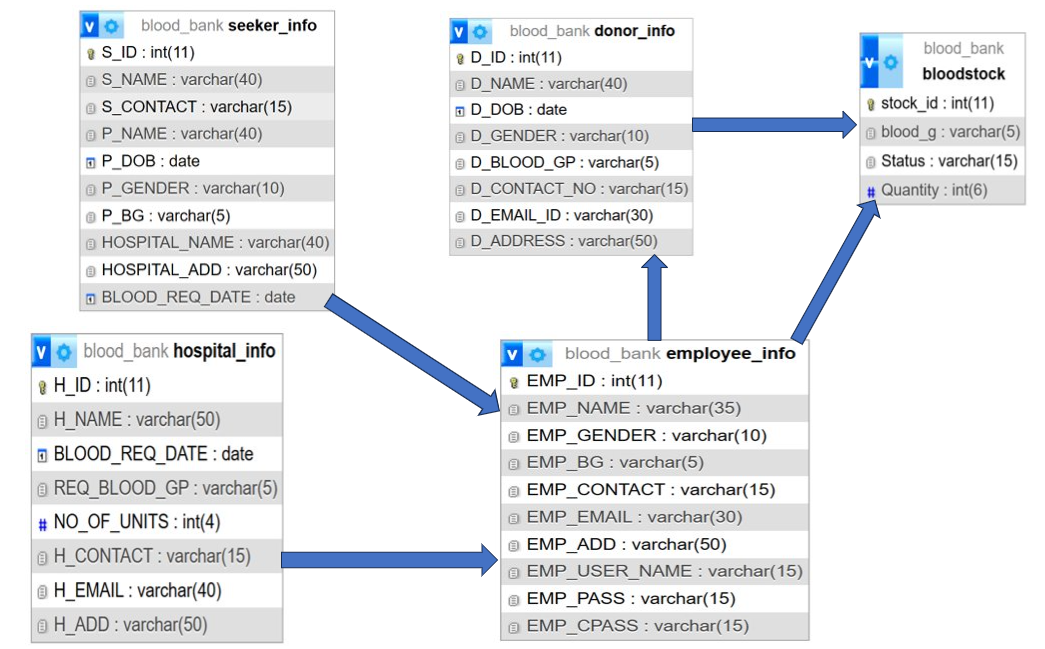 blood_bank seeker_info
S_ID : int(11)
S_NAME : varchar(40)
S_CONTACT : varchar(15)
P_NAME : varchar(40)
P_DOB : date
P_GENDER : varchar(10)
P_BG : varchar(5)
HOSPITAL_NAME : varchar(40)
HOSPITAL_ADD : varchar(50)
BLOOD_REQ_DATE : date
blood_bank donor_info
D_ID : int(11)
D_NAME : varchar(40)
D_DOB : date
D_GENDER : varchar(10)
D_BLOOD_GP : varchar(5)
D_CONTACT_NO : varchar(15)
D_EMAIL_ID : varchar(30)
D_ADDRESS : varchar(50)
blood_bank
bloodstock
stock_id : int(11)
blood_g : varchar(5)
Status : varchar(15)
# Quantity : int(6)
blood_bank hospital_info
H_ID : int(11)
H_NAME : varchar(50)
BLOOD_REQ_DATE : date
REQ_BLOOD_GP : varchar(5)
# NO_OF_UNITS : int(4)
H_CONTACT : varchar(15)
H_EMAIL : varchar(40)
H_ADD : varchar(50)
blood_bank employee_info
EMP_ID : int(11)
EMP_NAME : varchar(35)
EMP_GENDER : varchar(10)
EMP_BG : varchar(5)
EMP_CONTACT : varchar(15)
EMP_EMAIL : varchar(30)
EMP_ADD : varchar(50)
EMP_USER_NAME : varchar(15)
EMP_PASS : varchar(15)
EMP_CPASS : varchar(15)